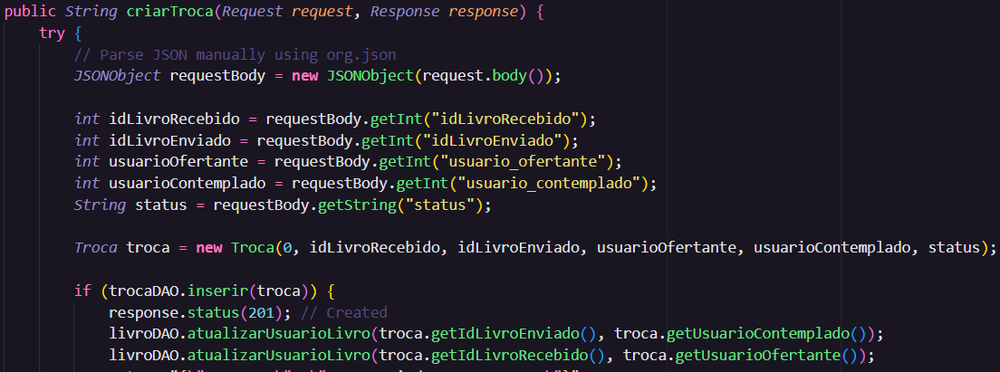 public String criarTroca(Request request, Response response) {
try {
// Parse JSON manually using org.json
JSONObject requestBody = new JSONObject(request.body());
int idLivroRecebido = requestBody.getInt("idLivroRecebido");
int idLivroEnviado = requestBody.getInt("idLivroEnviado");
int usuarioOfertante = requestBody.getInt("usuario_ofertante");
int usuarioContemplado = requestBody.getInt("usuario_contemplado");
String status = requestBody.getString("status");
Troca troca = new Troca(0, idLivroRecebido, idLivroEnviado, usuarioOfertante, usuarioContemplado, status);
if (trocaDAO.inserir(troca)) {
response.status(201); // Created
livroDAO.atualizarUsuarioLivro(troca.getIdLivroEnviado(), troca.getUsuarioContemplado());
livroDAO.atualizarUsuarioLivro(troca.getIdLivroRecebido(), troca.getUsuarioOfertante());